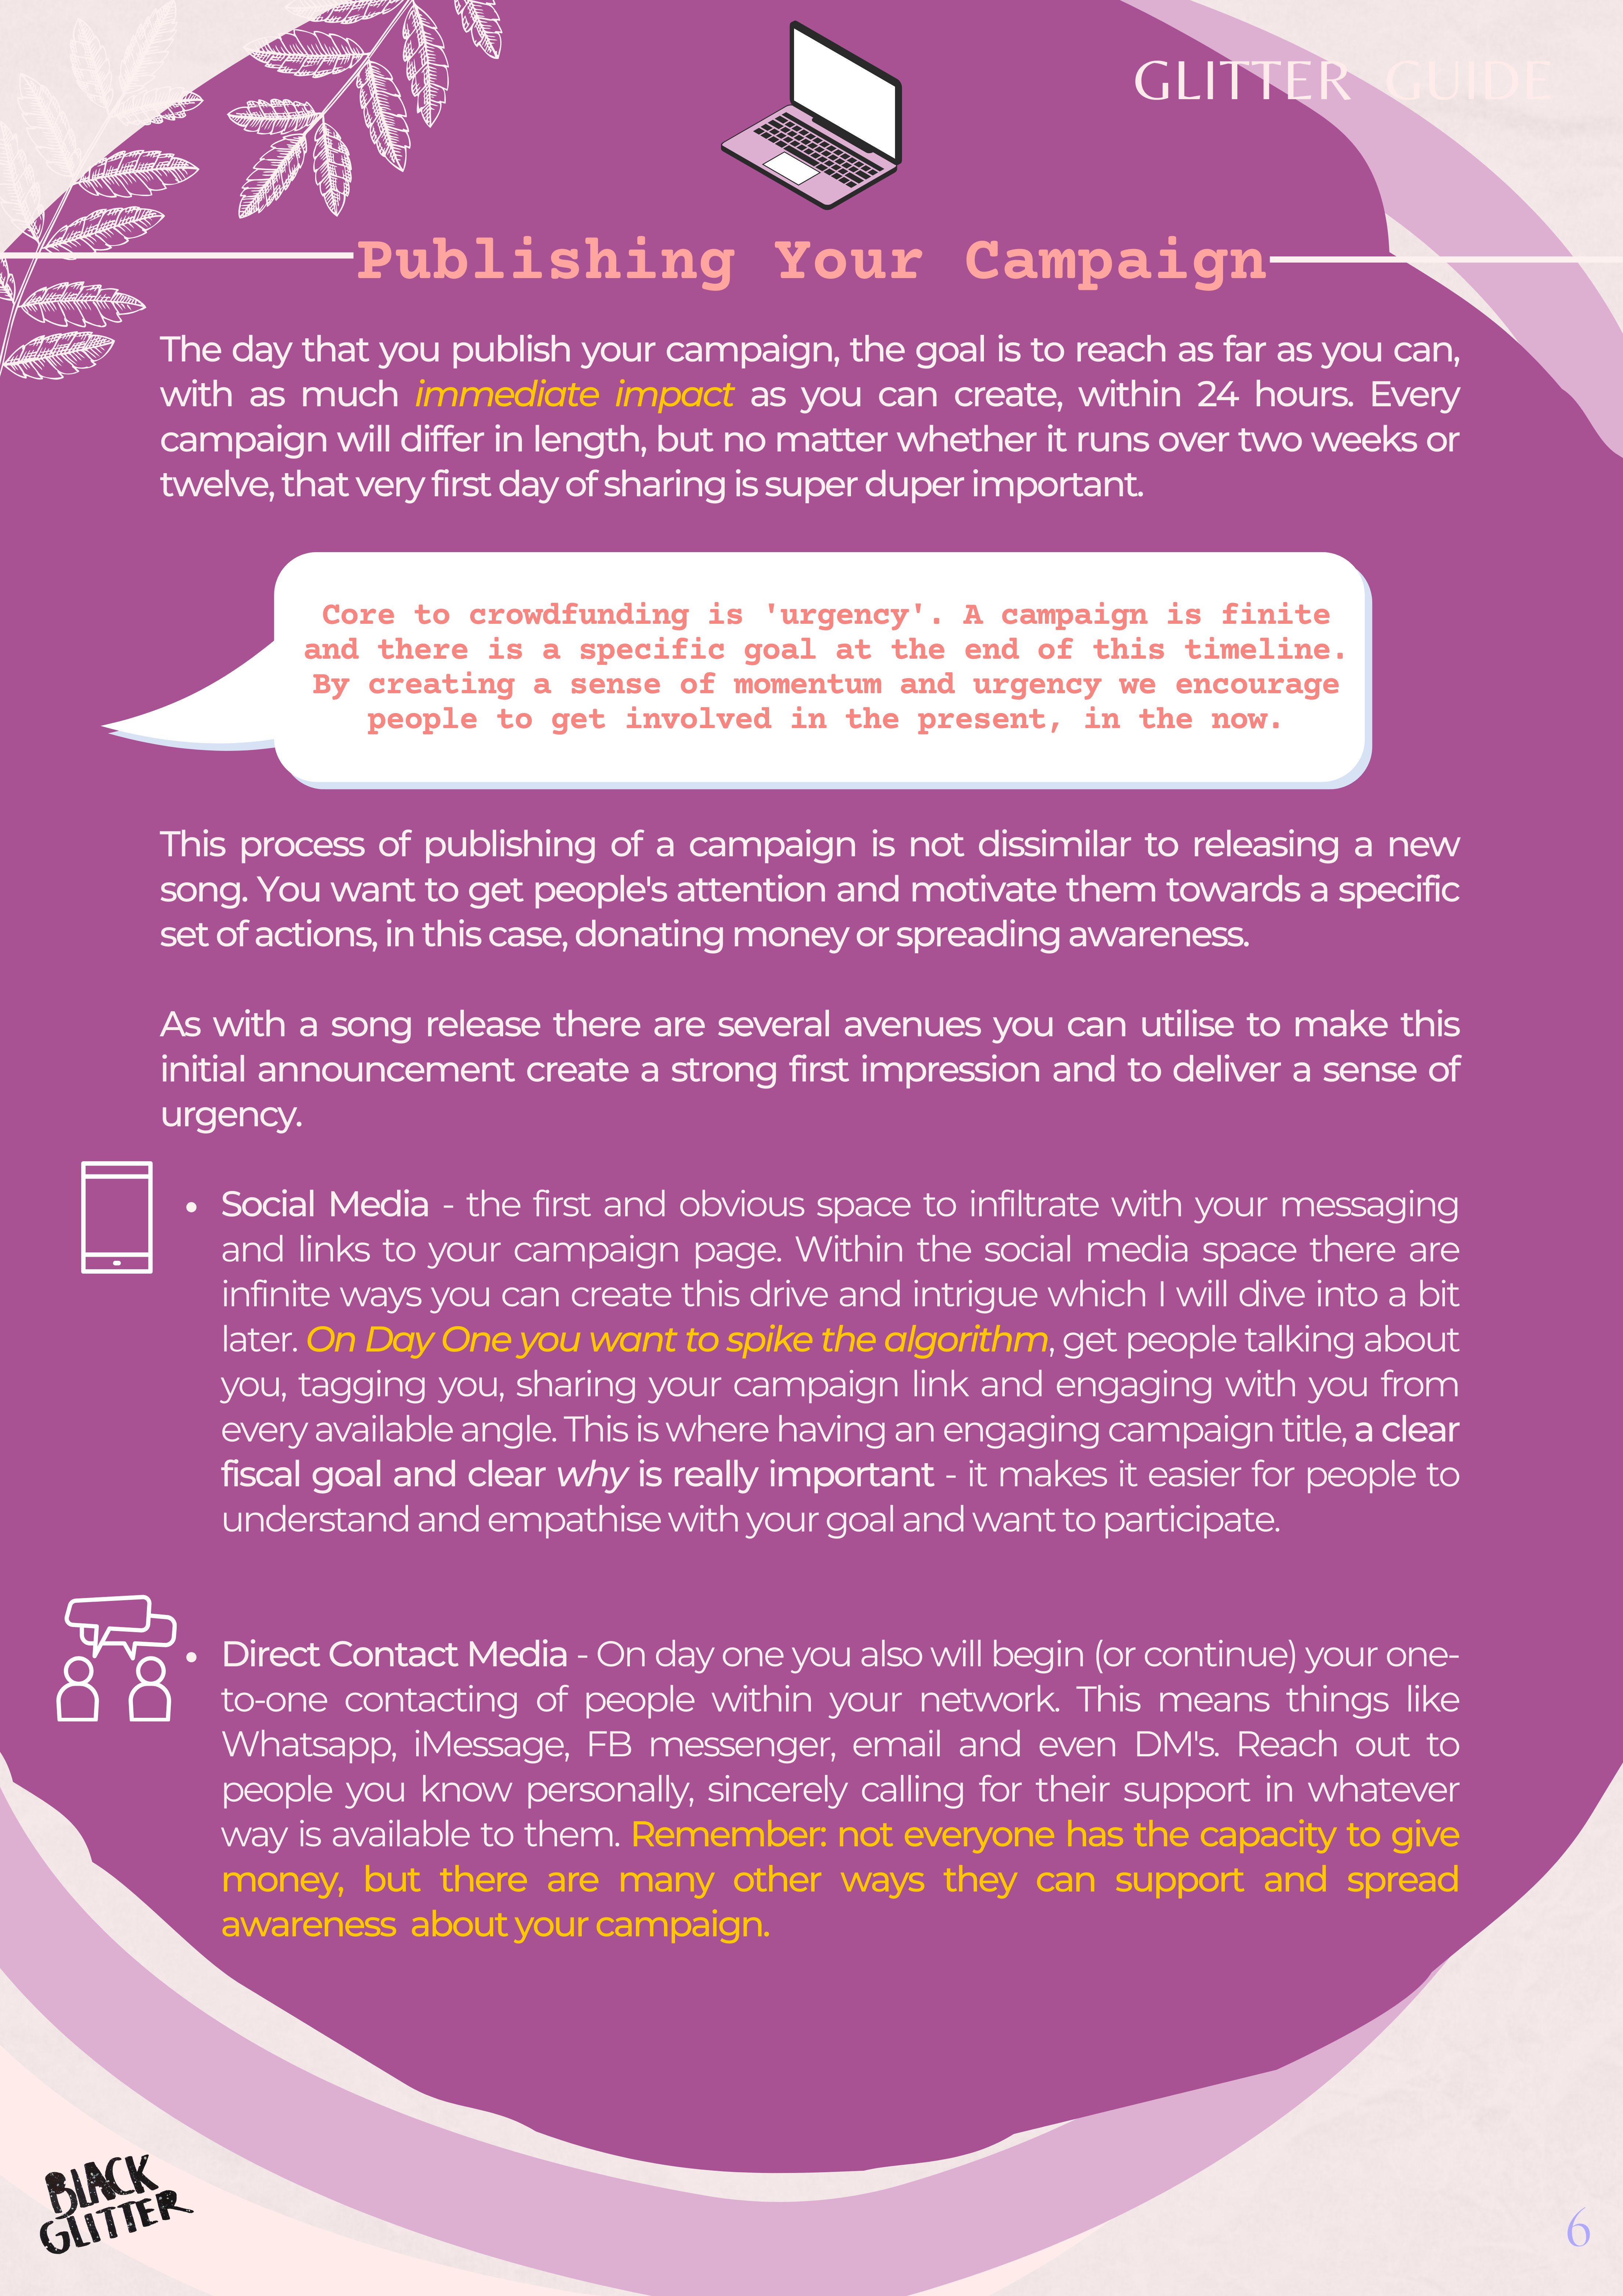 GLITTER GUIDE
Publishing Your Campaign
The day that you publish your campaign, the goal is to reach as far as you can,
with as much immediate impact as you can create, within 24 hours. Every
campaign will differ in length, but no matter whether it runs over two weeks or
twelve, that very first day of sharing is super duper important.
Core to crowdfunding is 'urgency'. A campaign is finite
and there is a specific goal at the end of this timeline.
By creating a sense of momentum and urgency we encourage
people to get involved in the present, in the now.
This process of publishing of a campaign is not dissimilar to releasing a new
song. You want to get people's attention and motivate them towards a specific
set of actions, in this case, donating money or spreading awareness.
As with a song release there are several avenues you can utilise to make this
initial announcement create a strong first impression and to deliver a sense of
urgency.
• Social Media - the first and obvious space to infiltrate with your messaging
and links to your campaign page. Within the social media space there are
infinite ways you can create this drive and intrigue which I will dive into a bit
later. On Day One you want to spike the algorithm, get people talking about
you, tagging you, sharing your campaign link and engaging with you from
every available angle. This is where having an engaging campaign title, a clear
fiscal goal and clear why is really important - it makes it easier for people to
understand and empathise with your goal and want to participate.
• Direct Contact Media - On day one you also will begin (or continue) your one-
to-one contacting of people within your network. This means things like
Whatsapp, iMessage, FB messenger, email and even DM's. Reach out to
people you know personally, sincerely calling for their support in whatever
way is available to them. Remember: not everyone has the capacity to give
money, but there are many other ways they can support and spread
awareness about your campaign.
BLACK
GLITTER
6